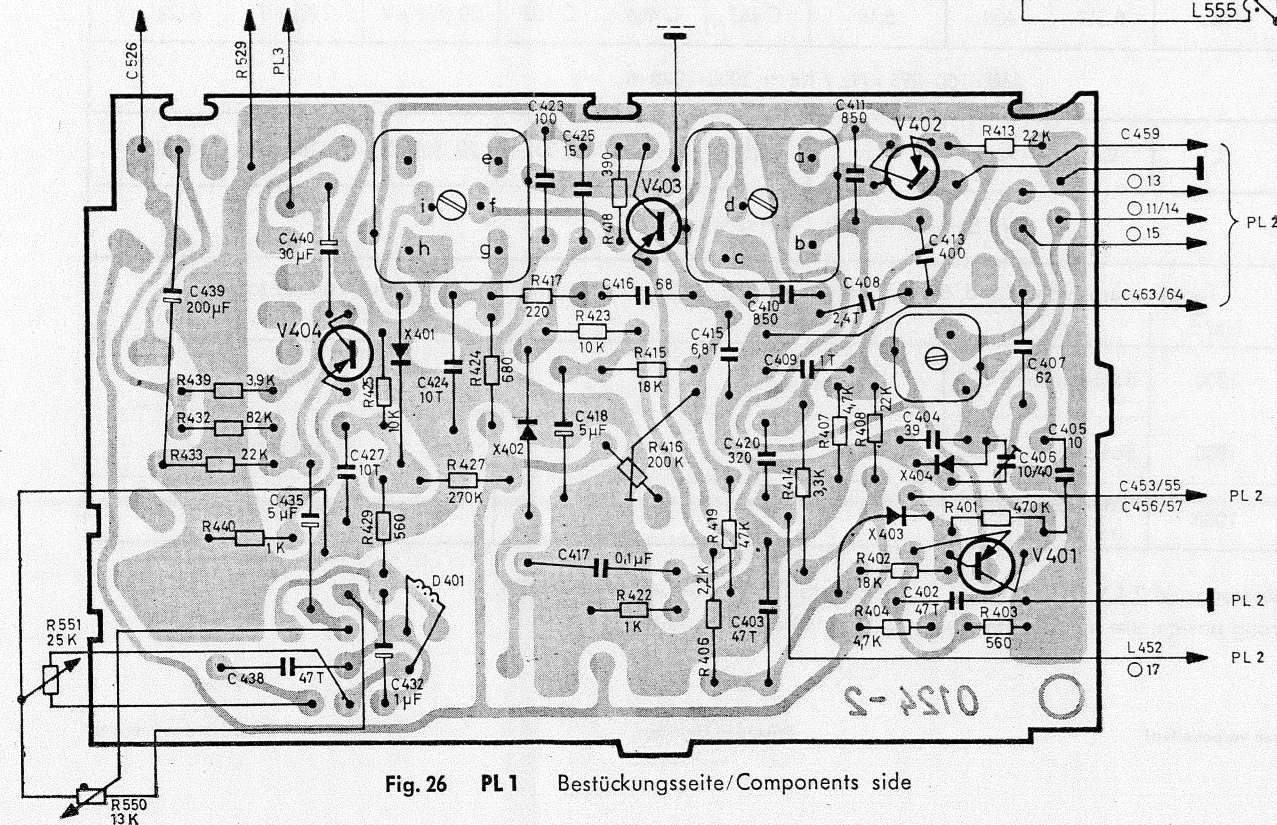 L555
C526
R529
PL3
C423
100
C425
15
390
R418
V403
C411
850
V402
R413
22K
C459
13
11/14
15
PL 2
C463/64
e
i
f
h
g
a
d
b
c
C440
30µF
C439
200µF
V404
X401
R417
220
C416
68
C410
850
C408
2,4T
C413
400
R423
10K
R424
680
C415
6,8T
R415
18K
C409
1T
C407
62
R439
3,9K
R425
10K
C424
10T
R432
82K
C427
10T
R433
22K
X402
C418
5µF
R416
200K
C420
320
R407
4,7K
R408
22K
C404
39
C405
10
C406
10/40
X404
R414
3,3K
R427
270K
C435
5µF
R429
560
R419
47K
C453/55
PL 2
C456/57
R401
470K
X403
R440
1K
V401
C417
0,1µF
R402
18K
D401
2,2K
R406
R422
1K
C403
47T
C402
47T
PL 2
R404
4,7K
R403
560
R551
25K
C438
47T
C432
1µF
L452
PL 2
17
0124-2
R550
13K
Fig. 26 PL 1 Bestückungsseite/Components side